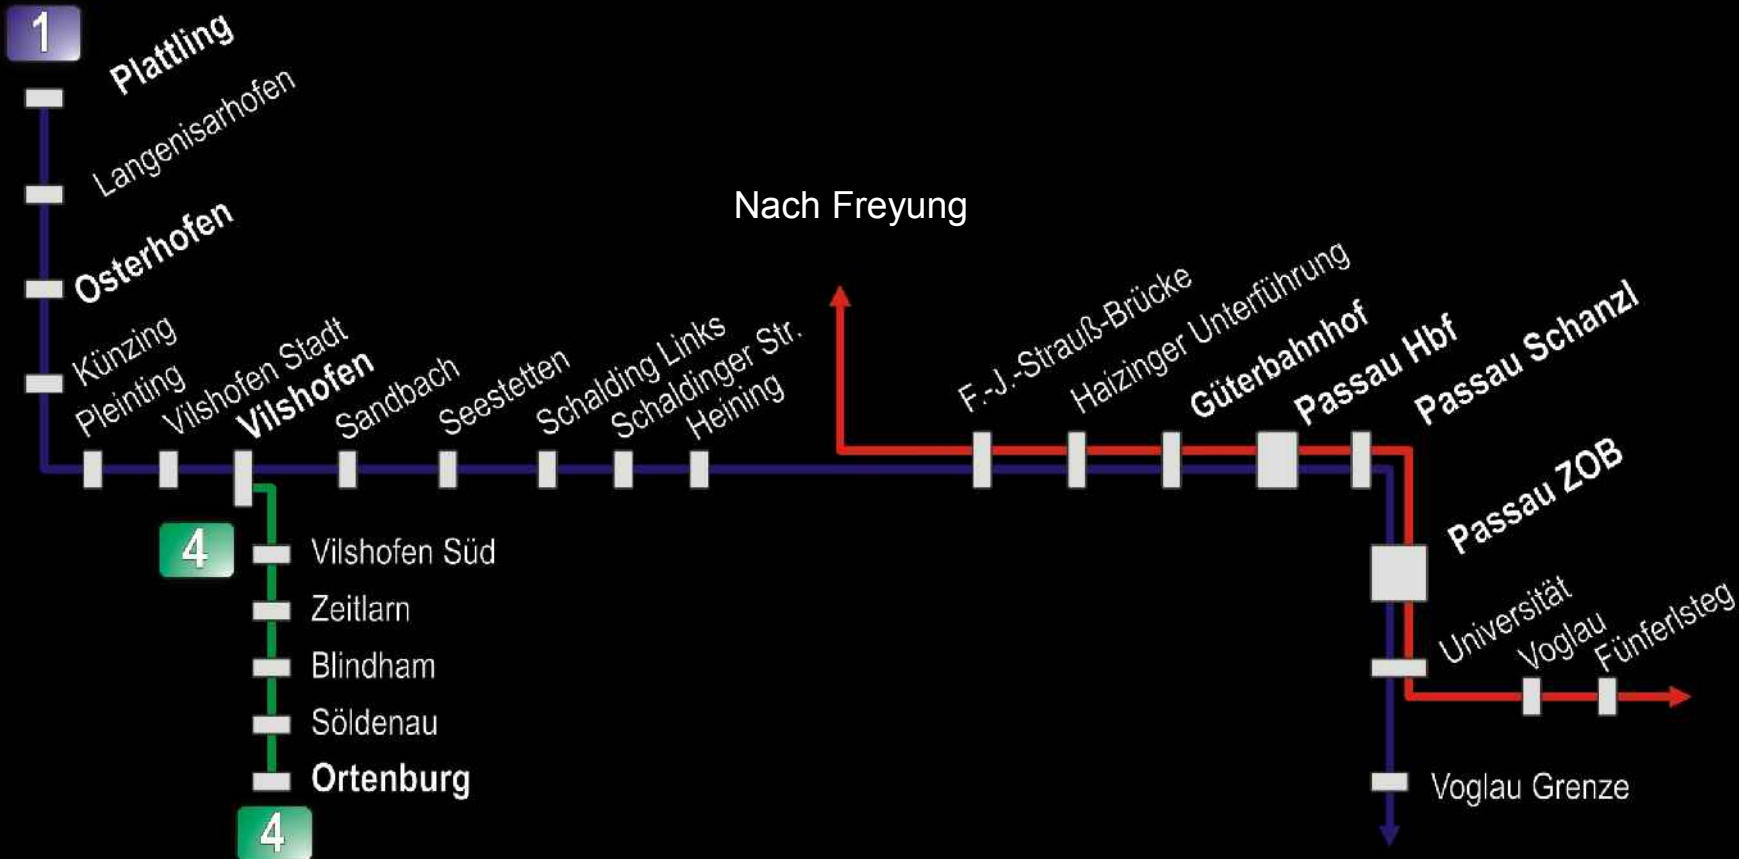 1
Plattling
Langenisarhofen
Osterhofen
Künzing
Pleinting
Vilshofen Stadt
Vilshofen
Sandbach
Seestetten
Schalding Links
Schaldinger Str.
Heining
Nach Freyung
F.-J.-Strauß-Brücke
Haizinger Unterführung
Güterbahnhof
Passau Hbf
Passau Schanzl
Passau ZOB
Universität
Voglau
Fünferlsteg
Voglau Grenze
4
Vilshofen Süd
Zeitlarn
Blindham
Söldenau
Ortenburg
4